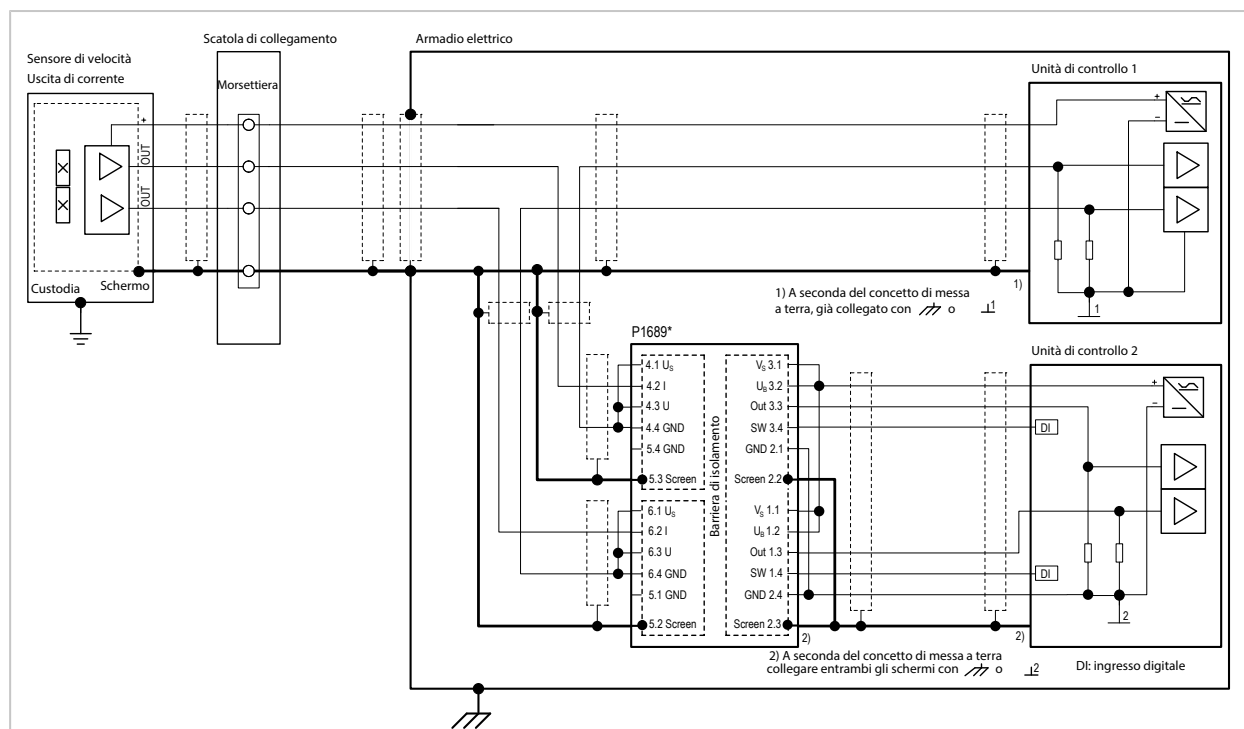 Scatola di collegamento
Armadio elettrico
Sensore di velocità
Uscita di corrente
Morsettiera
Unità di controllo 1
+
OUT
OUT
+
−
Custodia
Schermo
1)
1) A seconda del concetto di messa
a terra, già collegato con o 1
1
P1689*
Unità di controllo 2
4.1 US
4.2 I
4.3 U
4.4 GND
5.4 GND
5.3 Screen
6.1 US
6.2 I
6.3 U
6.4 GND
5.1 GND
5.2 Screen
Barriera di isolamento
VS 3.1
UB 3.2
Out 3.3
SW 3.4
GND 2.1
Screen 2.2
VS 1.1
UB 1.2
Out 1.3
SW 1.4
GND 2.4
Screen 2.3
+
−
DI
DI
2
2)
2)
2) A seconda del concetto di messa a terra
collegare entrambi gli schermi con o 2
DI: ingresso digitale